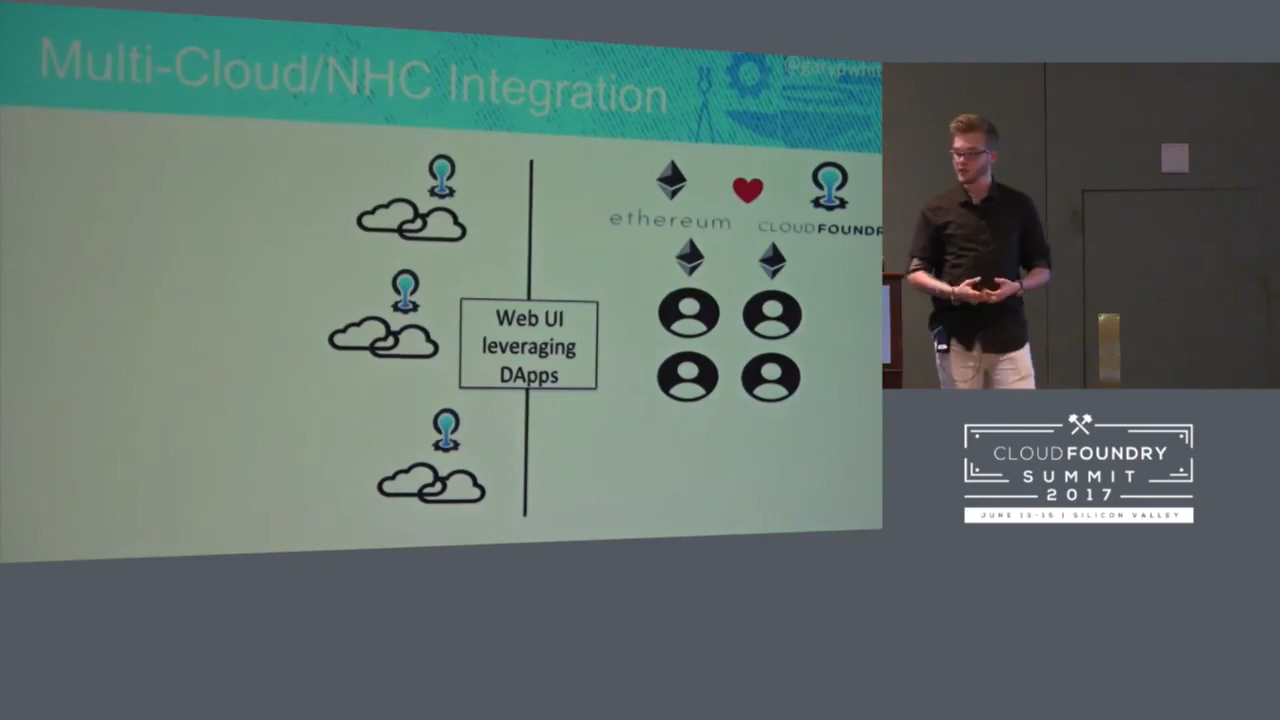 Multi-Cloud/NHC Integration
ethereum
CLOUDFOUNDR
Web UI
leveraging
DApps
CLOUDFOUNDRY
SUMMIT
2017
JUNE 13-15 | SILICON VALLEY